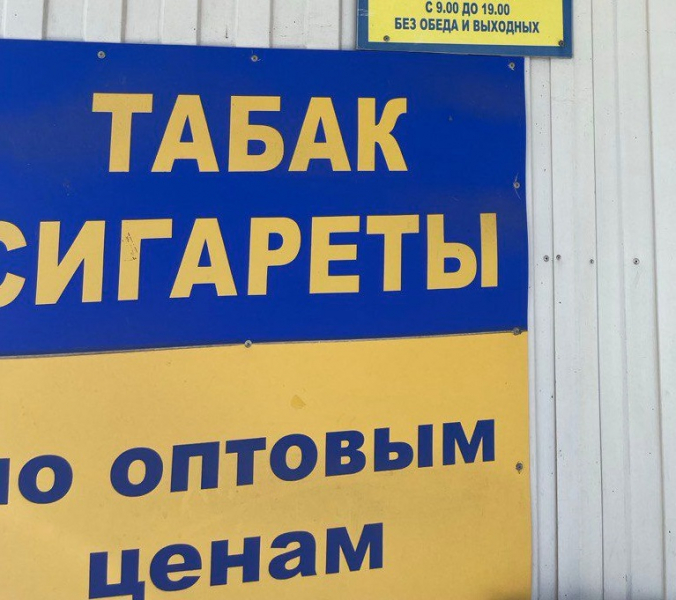 С 9.00 ДО 19.00
БЕЗ ОБЕДА И ВЫХОДНЫХ
ТАБАК
СИГАРЕТЫ
по оптовым
ценам